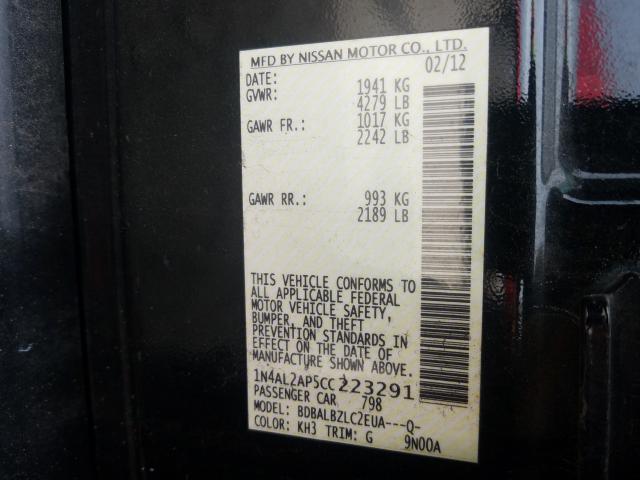 MFD BY NISSAN MOTOR CO., LTD.
DATE: 02/12
GVWR: 1941 KG
4279 LB
GAWR FR.: 1017 KG
2242 LB
GAWR RR.: 993 KG
2189 LB
THIS VEHICLE CONFORMS TO
ALL APPLICABLE FEDERAL
MOTOR VEHICLE SAFETY,
BUMPER, AND THEFT
PREVENTION STANDARDS IN
EFFECT ON THE DATE OF
MANUFACTURE SHOWN ABOVE.
1N4AL2AP5CC223291
PASSENGER CAR 798
MODEL: BDBALBZLC2EUA---Q-
COLOR: KH3 TRIM: G 9N00A